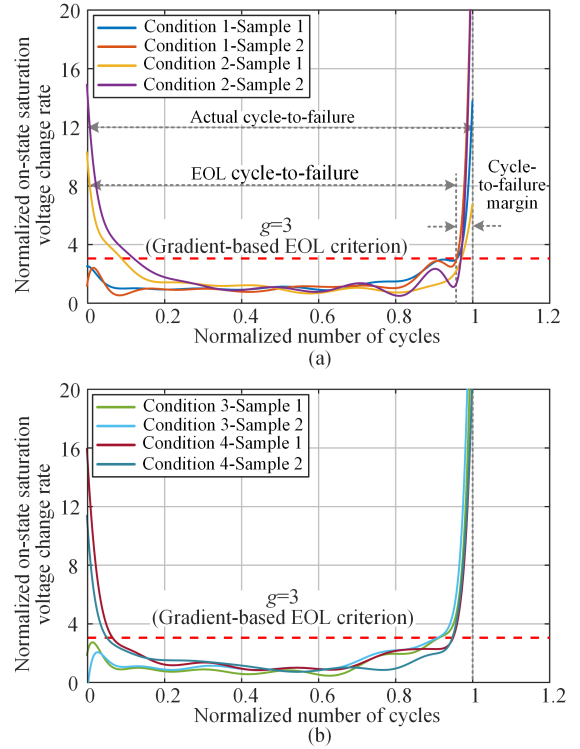 Normalized on-state saturation
voltage change rate
20
16
12
8
4
0
Condition 1-Sample 1
Condition 1-Sample 2
Condition 2-Sample 1
Condition 2-Sample 2
Actual cycle-to-failure
EOL cycle-to-failure
Cycle-
to-failure
margin
g=3
(Gradient-based EOL criterion)
0 0.2 0.4 0.6 0.8 1 1.2
Normalized number of cycles
(a)
Normalized on-state saturation
voltage change rate
20
16
12
8
4
0
Condition 3-Sample 1
Condition 3-Sample 2
Condition 4-Sample 1
Condition 4-Sample 2
g=3
(Gradient-based EOL criterion)
0 0.2 0.4 0.6 0.8 1 1.2
Normalized number of cycles
(b)